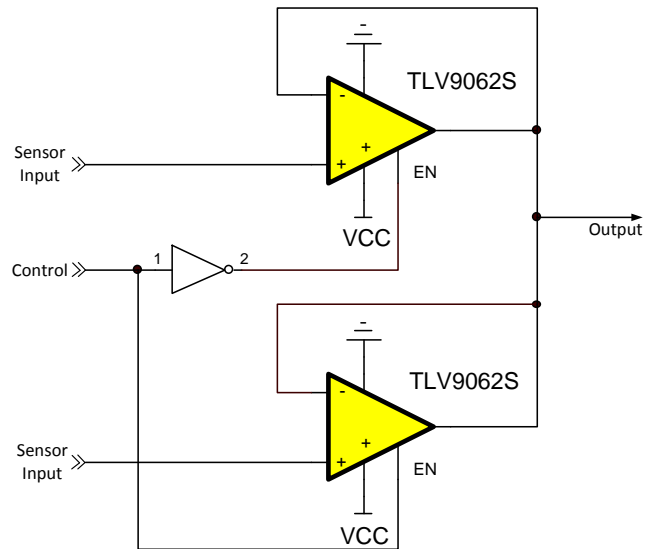 TLV9062S
-
-
+
+
Sensor
Input
EN
VCC
Output
Control
1
2
-
TLV9062S
-
+
+
Sensor
Input
EN
VCC